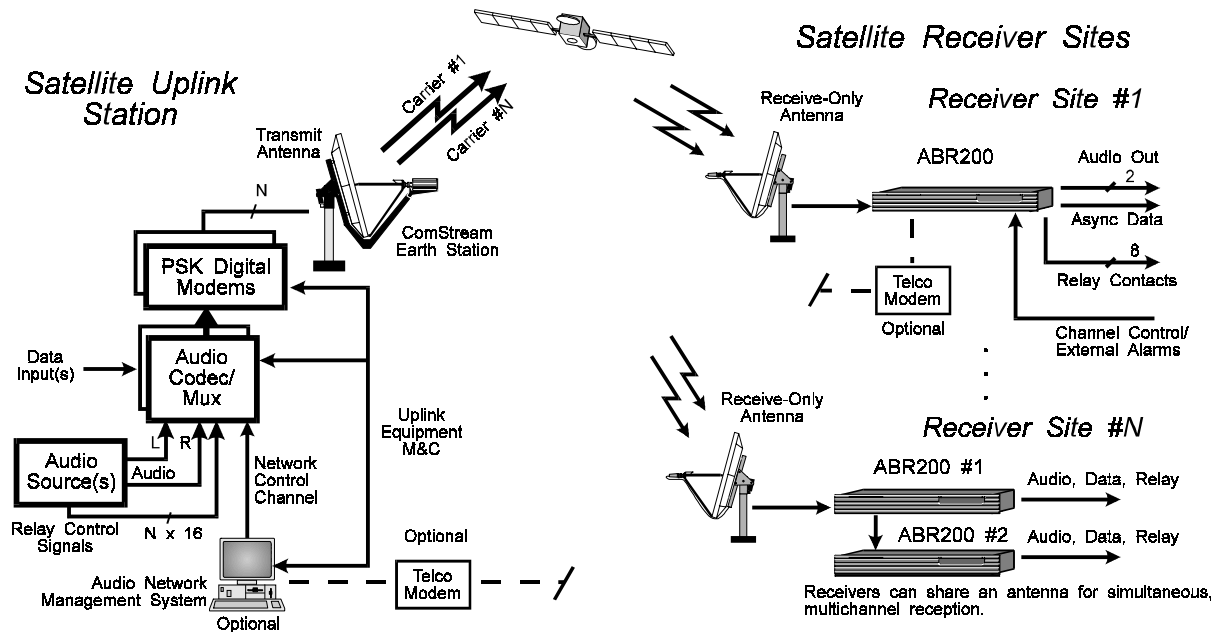 Satellite Uplink
Station
Carrier #1
Carrier #N
Transmit
Antenna
N
ComStream
Earth Station
PSK Digital
Modems
Data
Input(s)
Audio
Codec/
Mux
L R
Audio
Source(s)
Audio
Relay Control
Signals
N x 16
Network
Control
Channel
Uplink
Equipment
M&C
Audio Network
Management System
Optional
Optional
Telco
Modem
Satellite Receiver Sites
Receiver Site #1
Receive-Only
Antenna
ABR200
Audio Out
2
Async Data
8
Relay Contacts
Telco
Modem
Optional
Channel Control/
External Alarms
Receiver Site #N
Receive-Only
Antenna
ABR200 #1
Audio, Data, Relay
ABR200 #2
Audio, Data, Relay
Receivers can share an antenna for simultaneous,
multichannel reception.